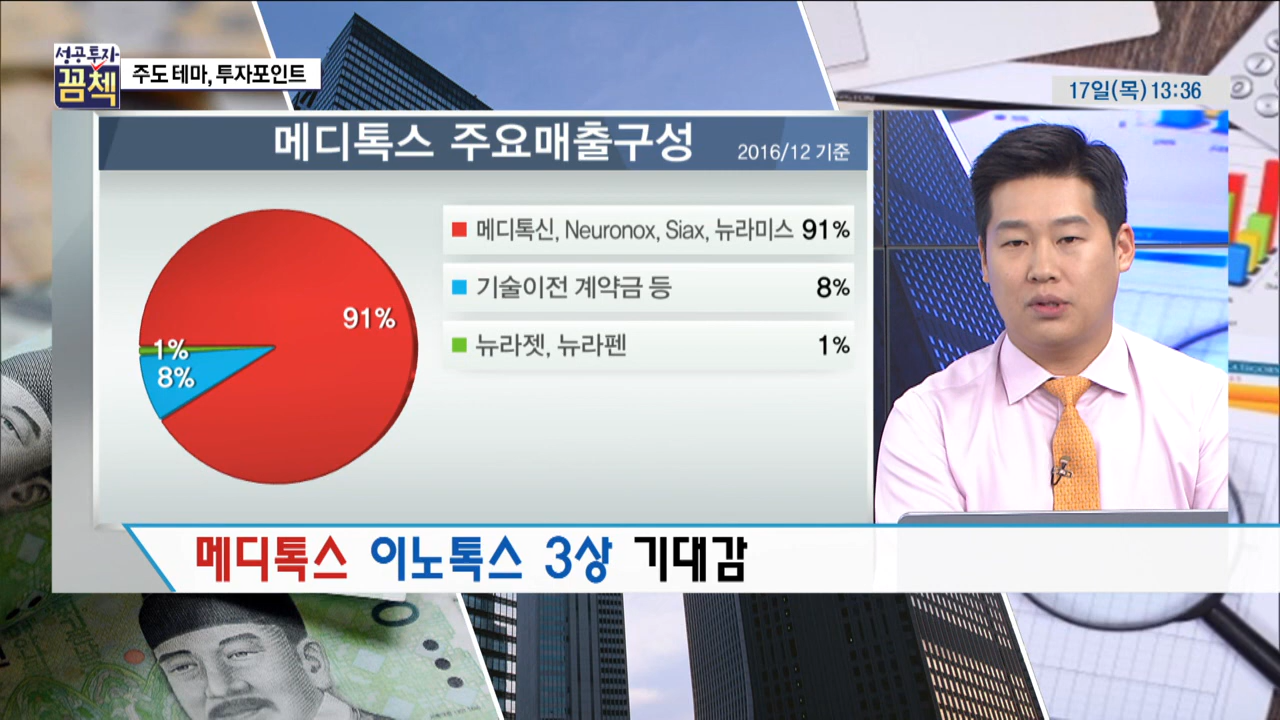 성공투자
꼼첵
주도 테마, 투자포인트
17일(목) 13:36
메디톡스 주요매출구성
2016/12 기준
메디톡신, Neuronox, Siax, 뉴라미스 91%
기술이전 계약금 등 8%
뉴라젯, 뉴라펜 1%
91%
1%
8%
메디톡스 이노톡스 3상 기대감